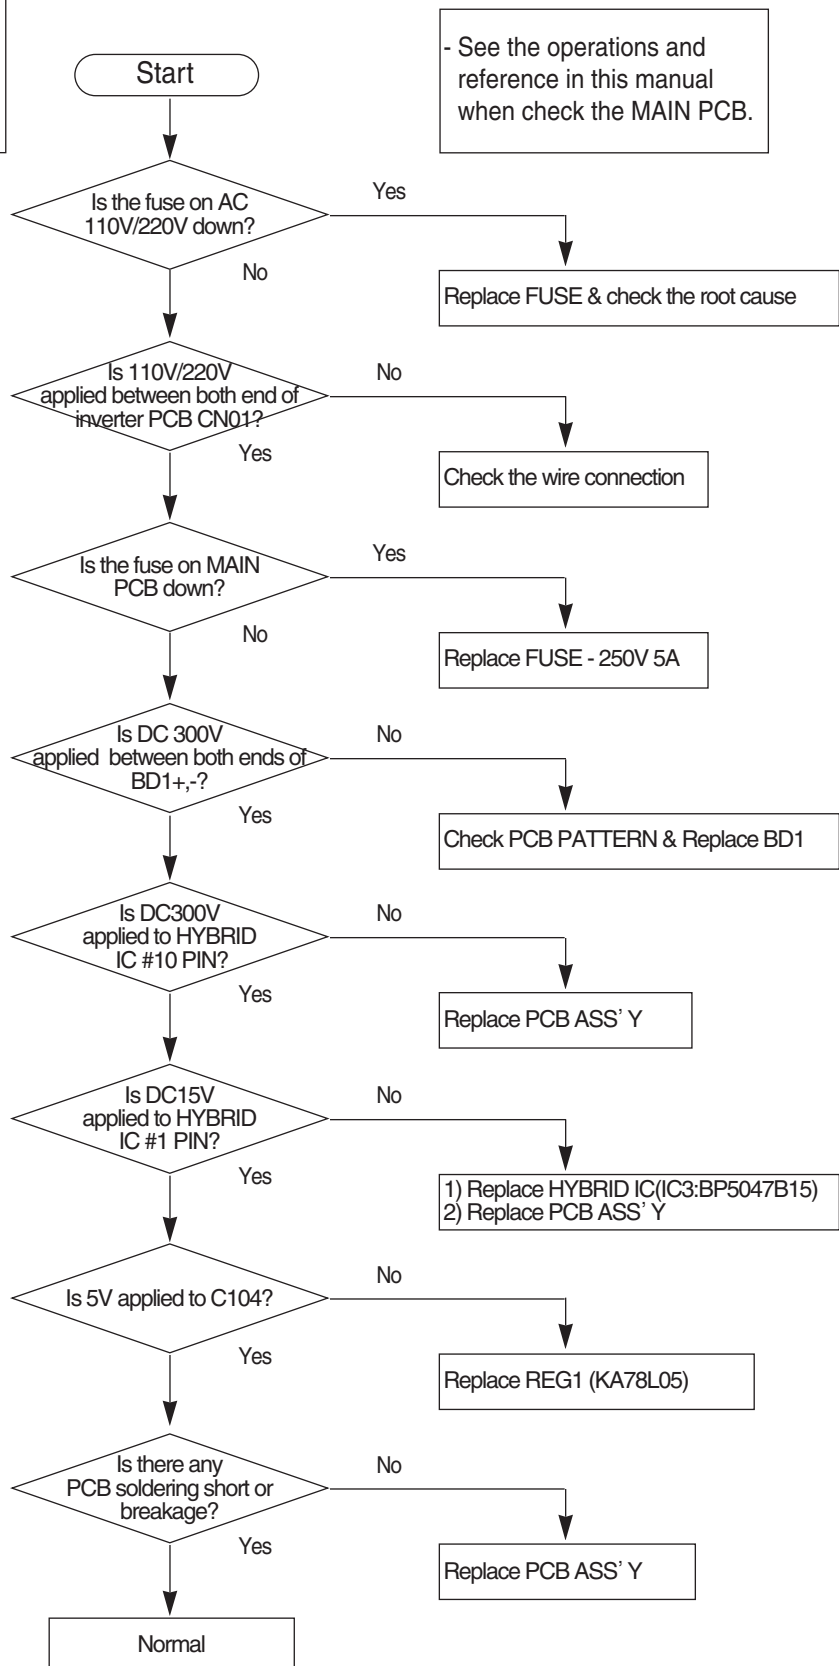 - See the operations and
reference in this manual
when check the MAIN PCB.
Start
Is the fuse on AC
110V/220V down?
Yes
No
Replace FUSE & check the root cause
Is 110V/220V
applied between both end of
inverter PCB CN01?
No
Yes
Check the wire connection
Is the fuse on MAIN
PCB down?
Yes
No
Replace FUSE - 250V 5A
Is DC 300V
applied between both ends of
BD1+,-?
No
Yes
Check PCB PATTERN & Replace BD1
Is DC300V
applied to HYBRID
IC #10 PIN?
No
Yes
Replace PCB ASS' Y
Is DC15V
applied to HYBRID
IC #1 PIN?
No
Yes
1) Replace HYBRID IC(IC3:BP5047B15)
2) Replace PCB ASS' Y
Is 5V applied to C104?
No
Yes
Replace REG1 (KA78L05)
Is there any
PCB soldering short or
breakage?
No
Yes
Replace PCB ASS' Y
Normal